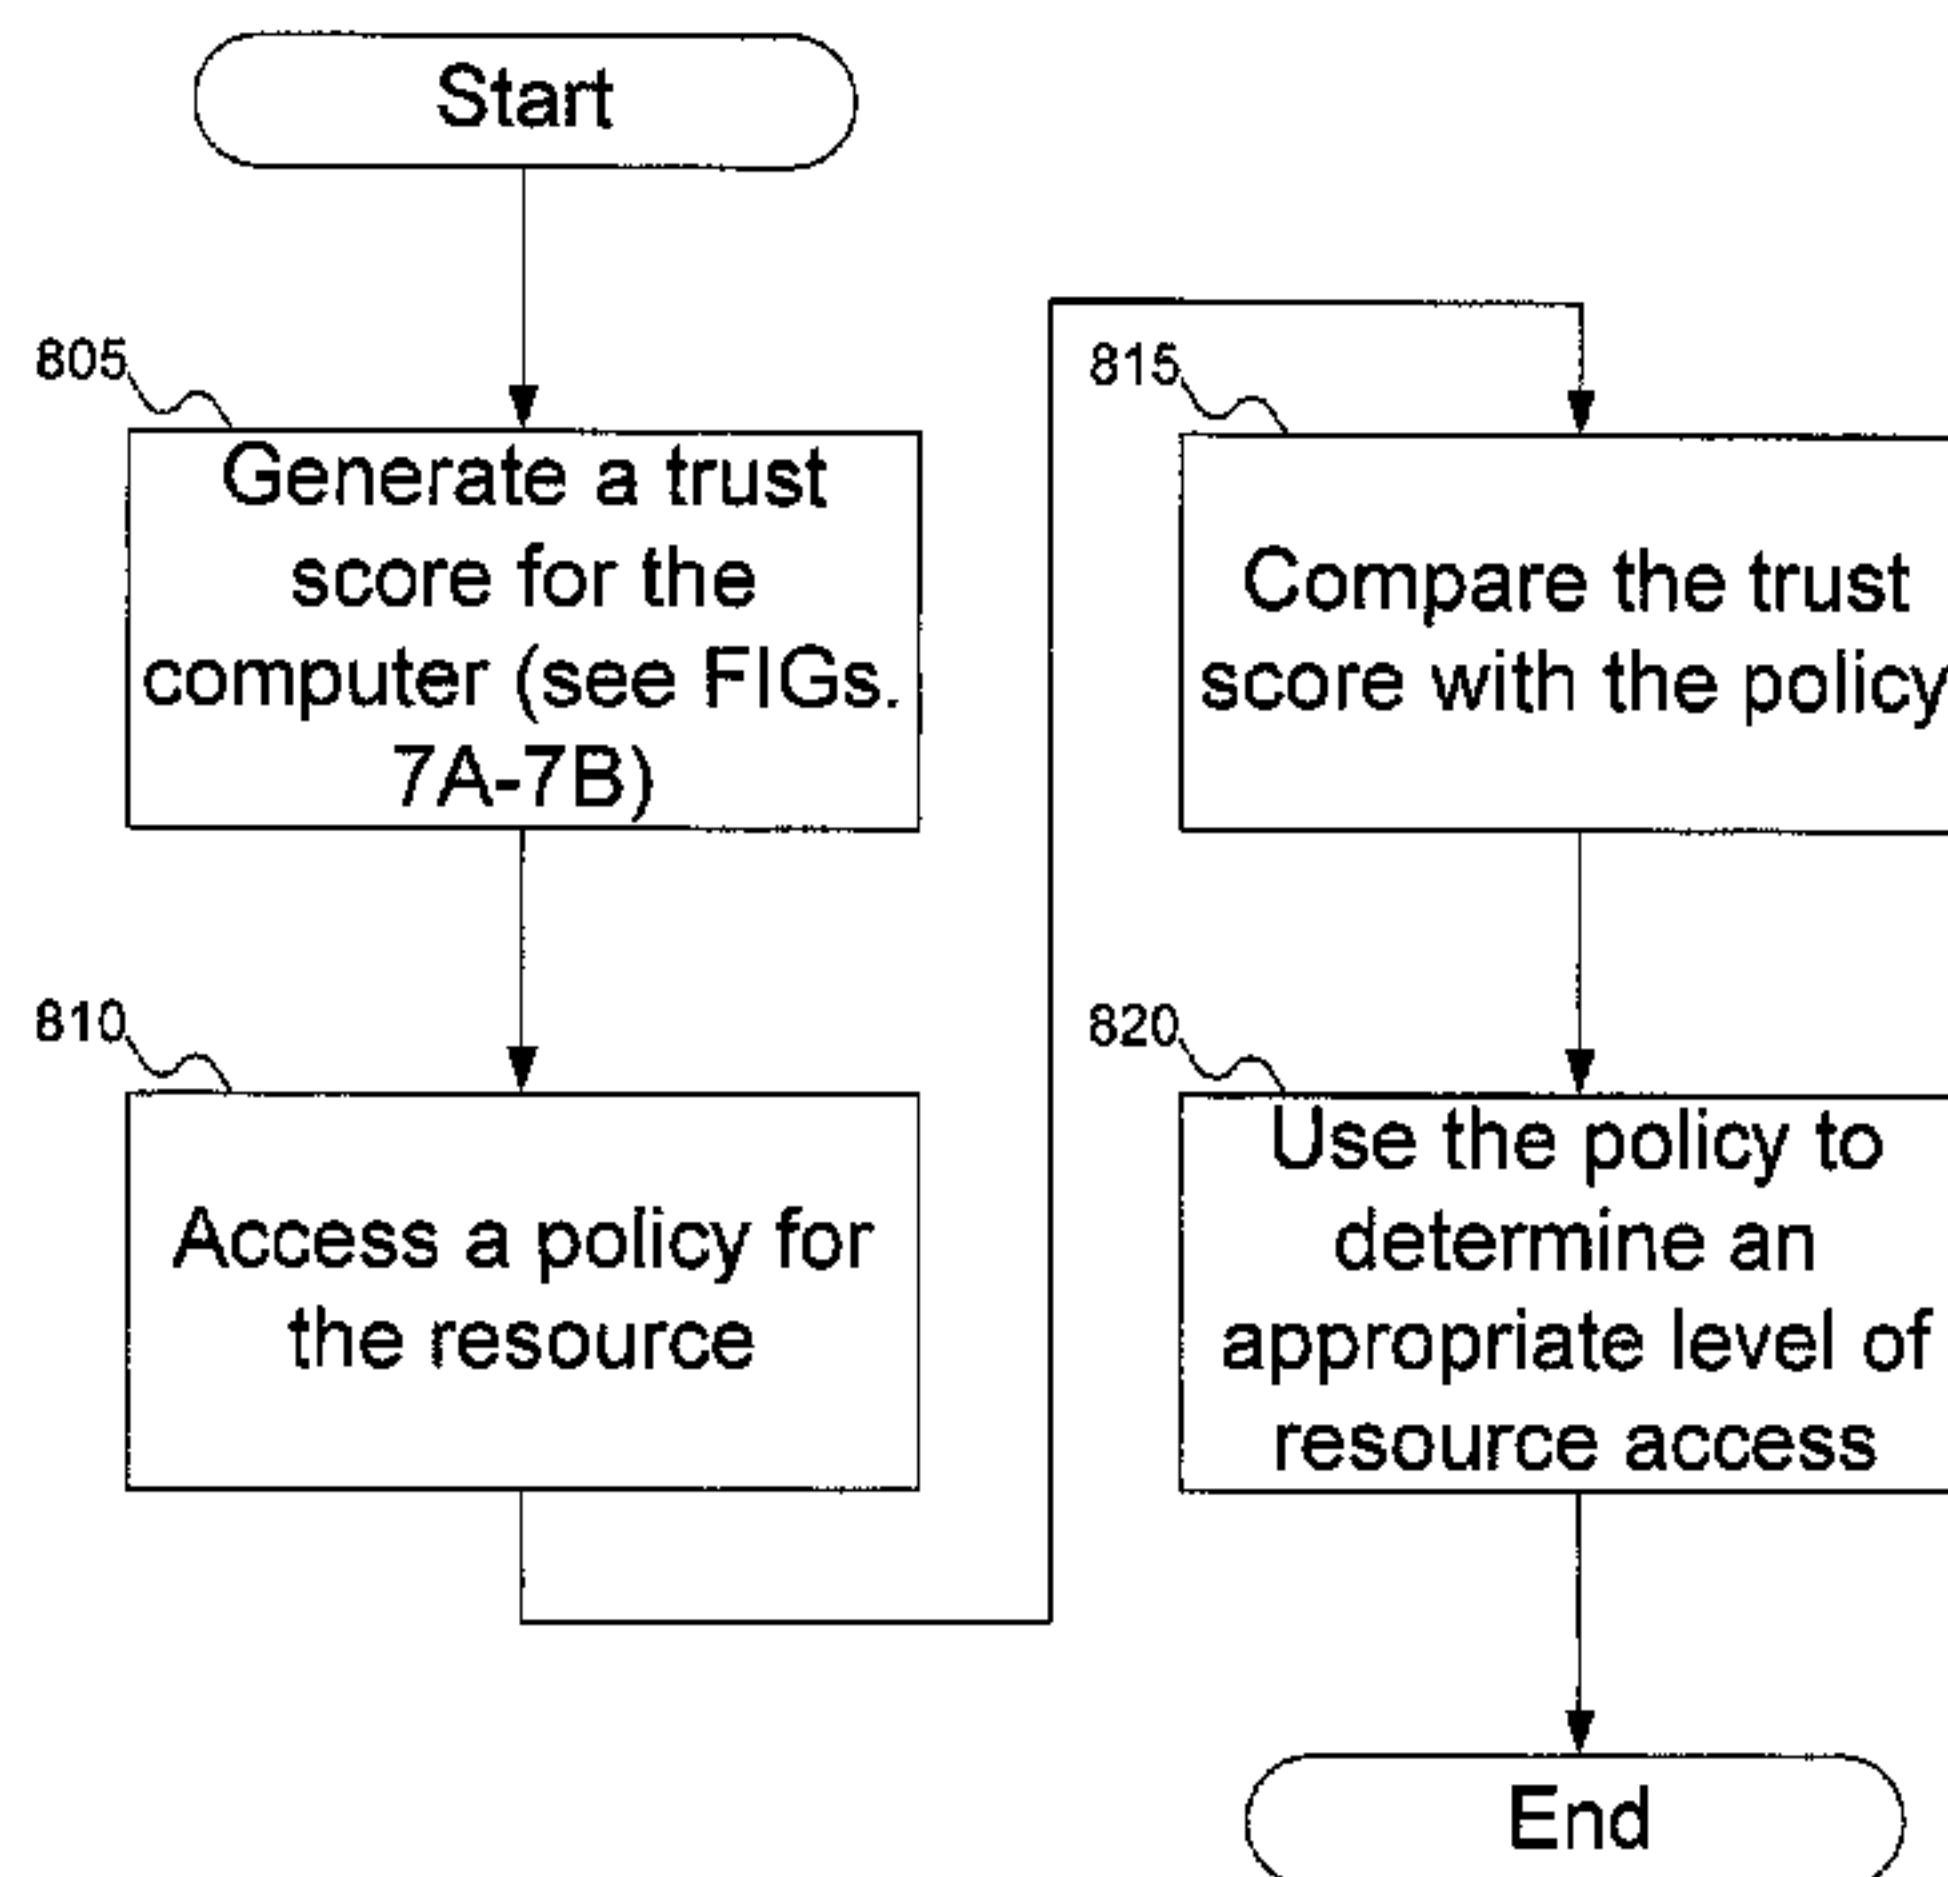 Start
805
Generate a trust
score for the
computer (see FIGs.
7A-7B)
810
Access a policy for
the resource
815
Compare the trust
score with the policy
820
Use the policy to
determine an
appropriate level of
resource access
End